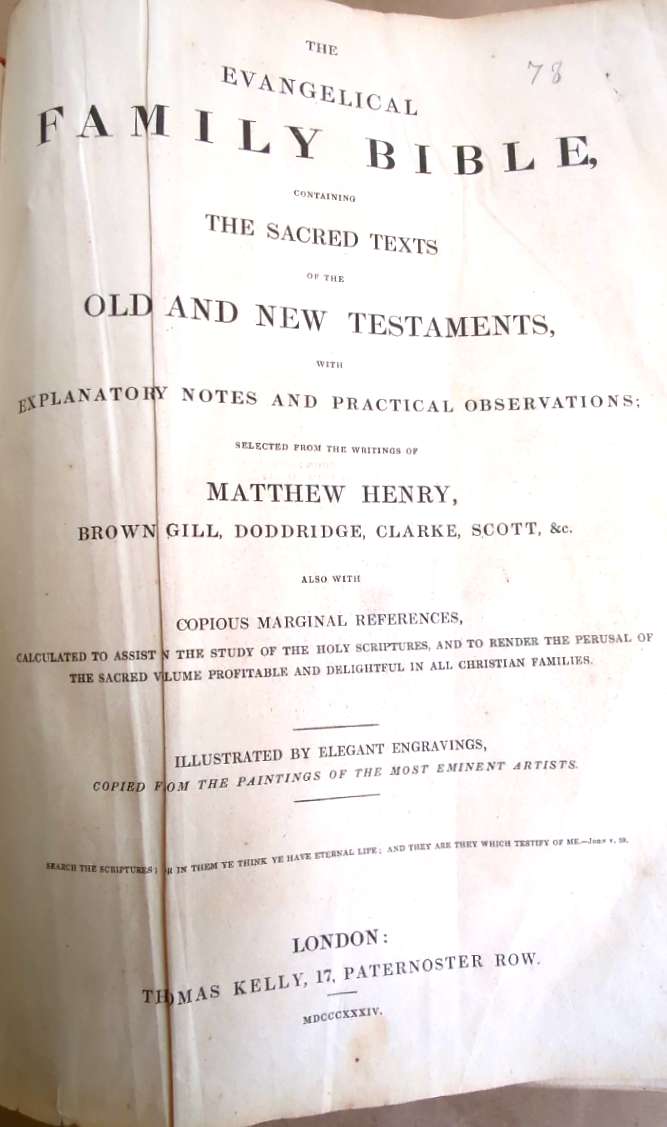 THE
78
EVANGELICAL
FAMILY BIBLE,
CONTAINING
THE SACRED TEXTS
OF THE
OLD AND NEW TESTAMENTS,
WITH
EXPLANATORY NOTES AND PRACTICAL OBSERVATIONS;
SELECTED FROM THE WRITINGS OF
MATTHEW HENRY,
BROWN GILL, DODDRIDGE, CLARKE, SCOTT, &c.
ALSO WITH
COPIOUS MARGINAL REFERENCES,
CALCULATED TO ASSIST N THE STUDY OF THE HOLY SCRIPTURES, AND TO RENDER THE PERUSAL OF
THE SACRED V LUME PROFITABLE AND DELIGHTFUL IN ALL CHRISTIAN FAMILIES.
ILLUSTRATED BY ELEGANT ENGRAVINGS,
COPIED F OM THE PAINTINGS OF THE MOST EMINENT ARTISTS.
SEARCH THE SCRIPTURES; OR IN THEM YE THINK YE HAVE ETERNAL LIFE; AND THEY ARE THEY WHICH TESTIFY OF ME.—John v. 39.
LONDON:
THOMAS KELLY, 17, PATERNOSTER ROW.
MDCCCXXXIV.